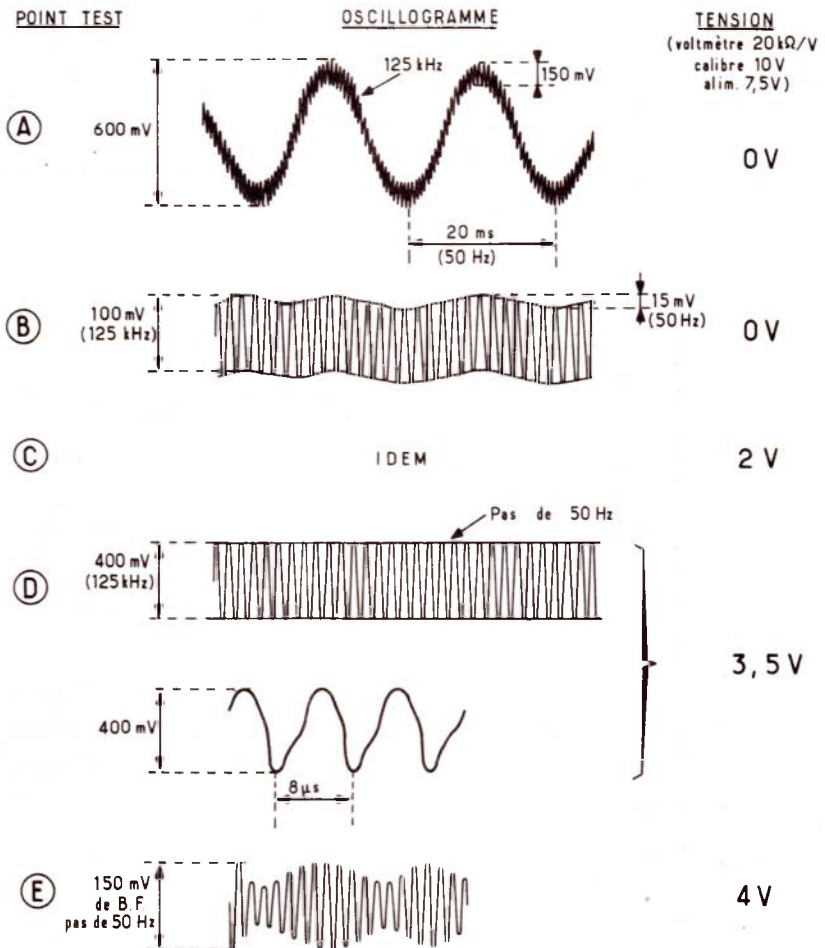 POINT TEST
OSCILLOGRAMME
TENSION
(voltmètre 20kΩ/V
calibre 10V
alim. 7,5V)
A
600 mV
125 kHz
150 mV
20 ms
(50 Hz)
0 V
B
100 mV
(125 kHz)
15 mV
(50 Hz)
0 V
C
IDEM
2 V
D
400 mV
(125 kHz)
Pas de 50 Hz
400 mV
8µs
3,5 V
E
150 mV
de B.F.
pas de 50 Hz
4 V